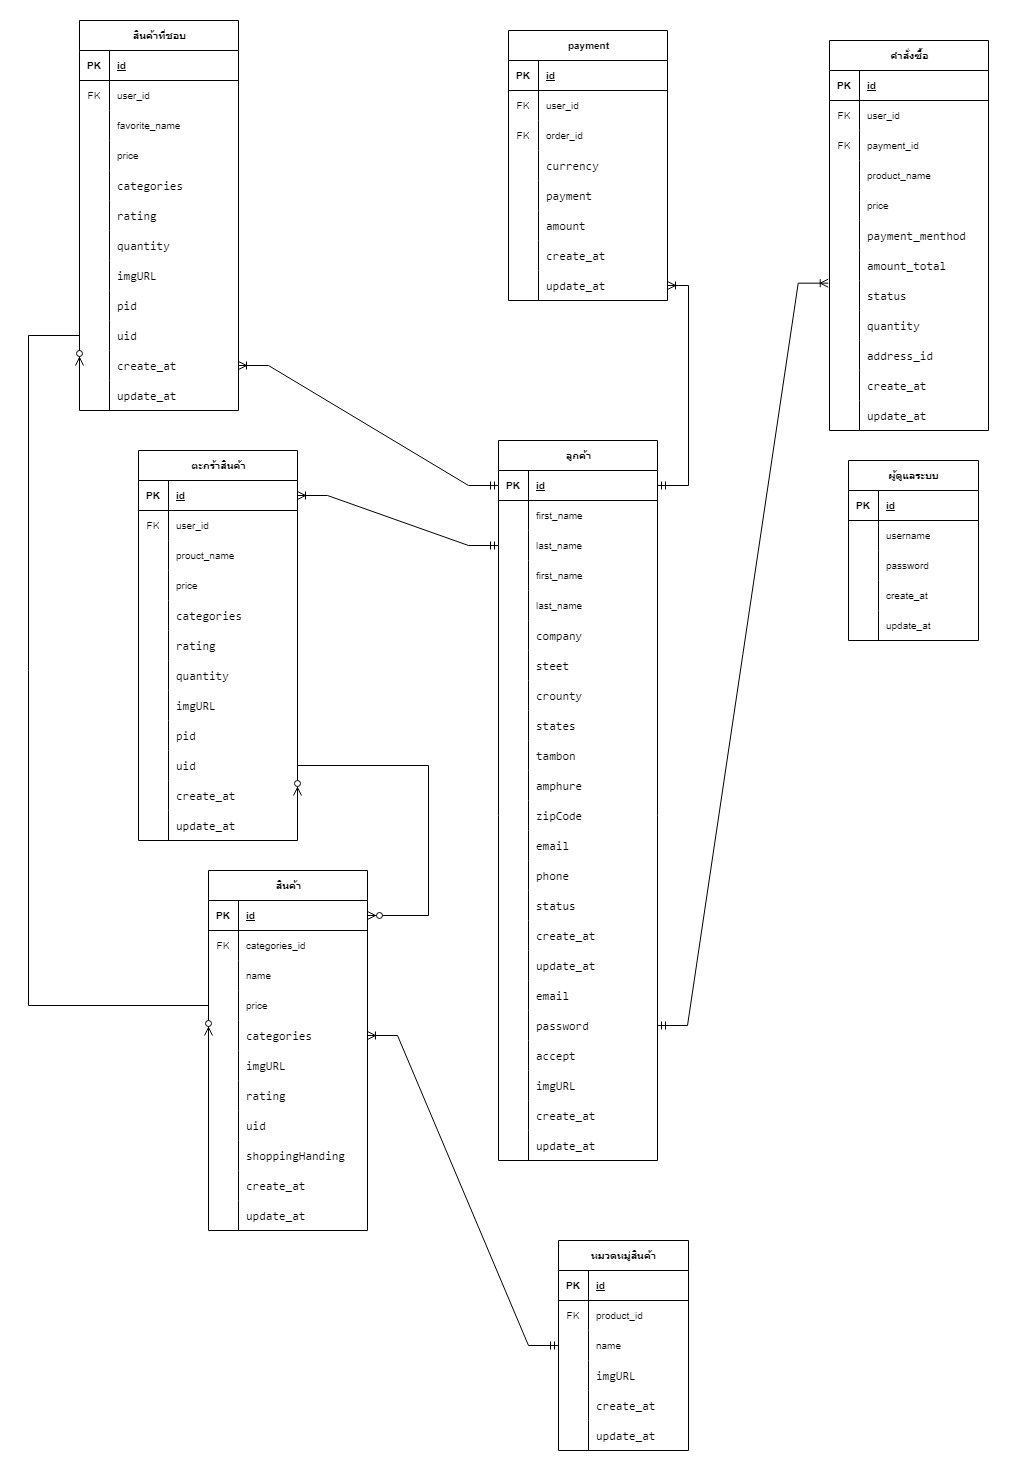 สินค้าที่ชอบ
PK id
FK user_id
favorite_name
price
categories
rating
quantity
imgURL
pid
uid
create_at
update_at
payment
PK id
FK user_id
FK order_id
currency
payment
amount
create_at
update_at
คำสั่งซื้อ
PK id
FK user_id
FK payment_id
product_name
price
payment_menthod
amount_total
status
quantity
address_id
create_at
update_at
ตะกร้าสินค้า
PK id
FK user_id
prouct_name
price
categories
rating
quantity
imgURL
pid
uid
create_at
update_at
ลูกค้า
PK id
first_name
last_name
first_name
last_name
company
steet
crounty
states
tambon
amphure
zipCode
email
phone
status
create_at
update_at
email
password
accept
imgURL
create_at
update_at
ผู้ดูแลระบบ
PK id
username
password
create_at
update_at
สินค้า
PK id
FK categories_id
name
price
categories
imgURL
rating
uid
shoppingHanding
create_at
update_at
หมวดหมู่สินค้า
PK id
FK product_id
name
imgURL
create_at
update_at